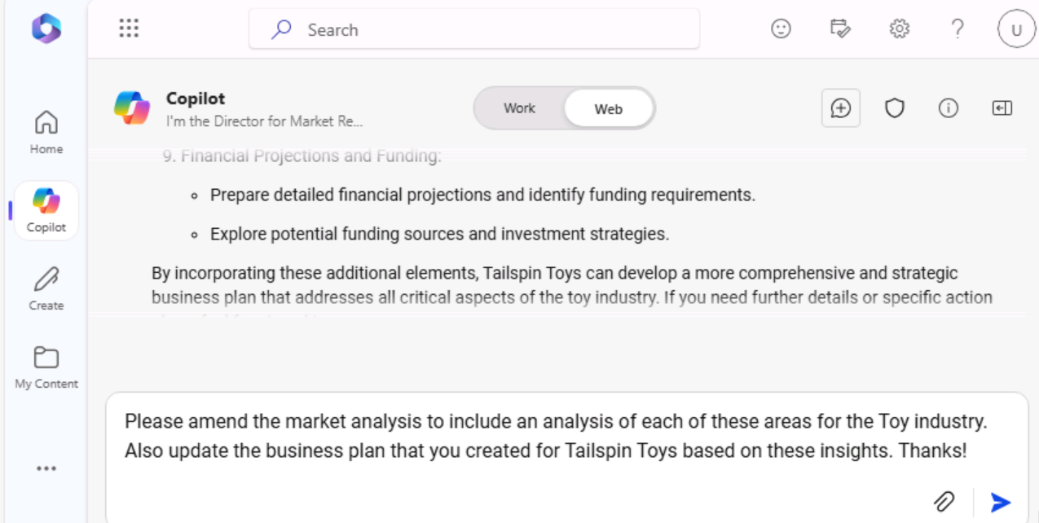 Search
U
Copilot
I'm the Director for Market Re...
Work
Web
Home
Copilot
Create
My Content
9. Financial Projections and Funding:
Prepare detailed financial projections and identify funding requirements.
Explore potential funding sources and investment strategies.
By incorporating these additional elements, Tailspin Toys can develop a more comprehensive and strategic
business plan that addresses all critical aspects of the toy industry. If you need further details or specific action
Please amend the market analysis to include an analysis of each of these areas for the Toy industry.
Also update the business plan that you created for Tailspin Toys based on these insights. Thanks!